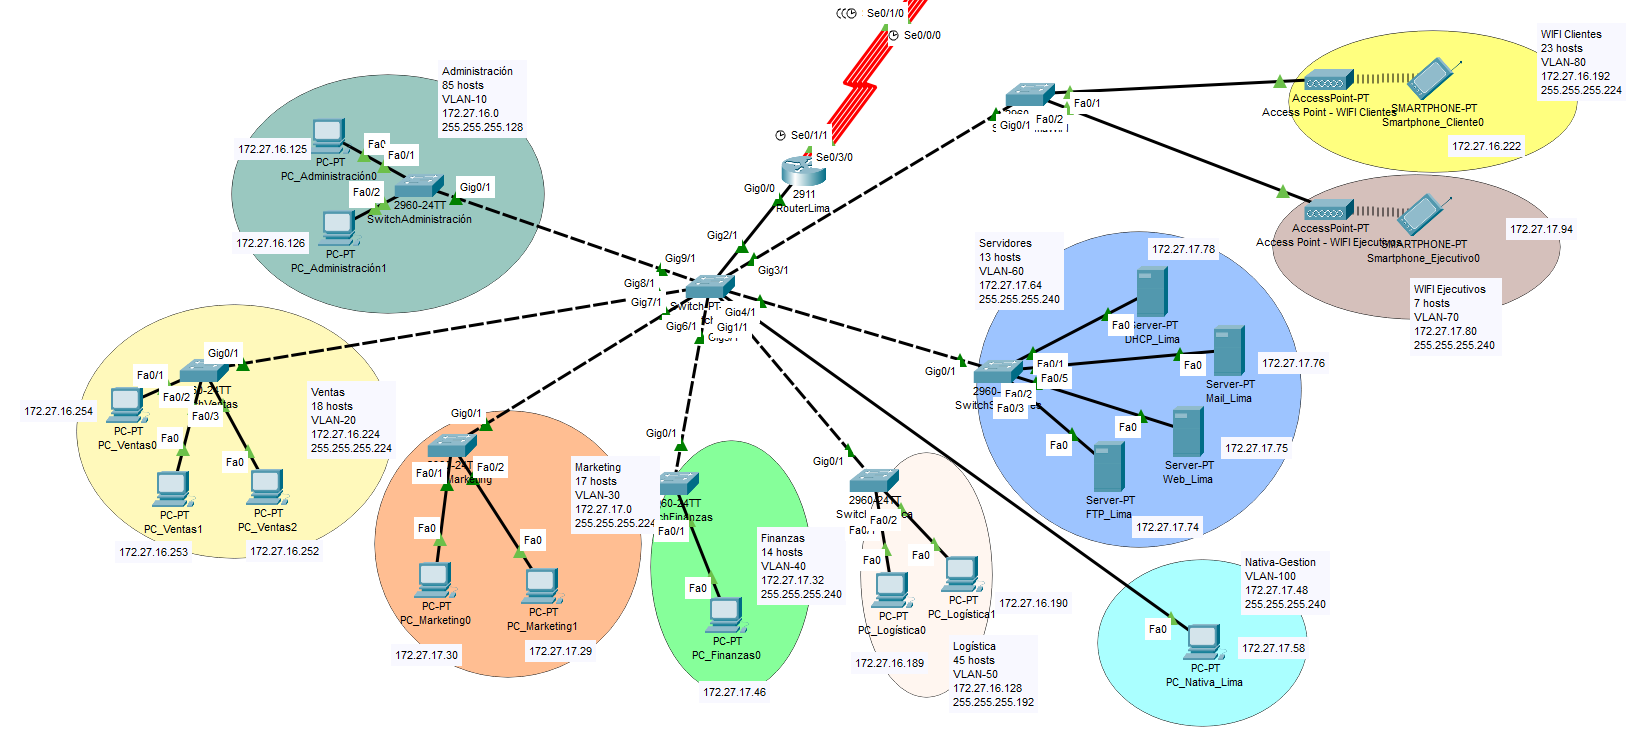 Se0/1/0
Se0/0/0
Se0/1/1
Se0/3/0
Gig0/0
2911
RouterLima
Gig2/1
Gig3/1
Gig9/1
Gig8/1
Gig7/1
Gig6/1
Gig4/1
Gig1/1
Switch-PT
Administración
85 hosts
VLAN-10
172.27.16.0
255.255.255.128
172.27.16.125
PC-PT
PC_Administración0
Fa0/1
Fa0/2
Gig0/1
2960-24TT
SwitchAdministración
172.27.16.126
PC-PT
PC_Administración1
Gig0/1
Fa0/1
Fa0/2
Fa0/3
172.27.16.254
PC-PT
PC_Ventas0
Fa0
PC-PT
PC_Ventas1
172.27.16.253
Fa0
PC-PT
PC_Ventas2
172.27.16.252
Ventas
18 hosts
VLAN-20
172.27.16.224
255.255.255.224
Gig0/1
Fa0/1
Fa0/2
Marketing
17 hosts
VLAN-30
172.27.17.0
255.255.255.224
Fa0
PC-PT
PC_Marketing0
172.27.17.30
Fa0
PC-PT
PC_Marketing1
172.27.17.29
Gig0/1
Fa0/1
Fa0
PC-PT
PC_Finanzas0
172.27.17.46
Finanzas
14 hosts
VLAN-40
172.27.17.32
255.255.255.240
Gig0/1
2960-24TT
Fa0/2
Fa0
PC-PT
PC_Logística0
172.27.16.189
Fa0
PC-PT
PC_Logística1
172.27.16.190
Logística
45 hosts
VLAN-50
172.27.16.128
255.255.255.192
Servidores
13 hosts
VLAN-60
172.27.17.64
255.255.255.240
Gig0/1
Fa0/1
Fa0/5
Fa0/2
Fa0/3
172.27.17.78
Fa0
Server-PT
DHCP_Lima
172.27.17.76
Fa0
Server-PT
Mail_Lima
172.27.17.75
Fa0
Server-PT
Web_Lima
Fa0
Server-PT
FTP_Lima
172.27.17.74
Nativa-Gestion
VLAN-100
172.27.17.48
255.255.255.240
Fa0
172.27.17.58
PC-PT
PC_Nativa_Lima
Gig0/1
Fa0/1
Fa0/2
WIFI Clientes
23 hosts
VLAN-80
172.27.16.192
255.255.255.224
AccessPoint-PT
Access Point - WIFI Clientes
SMARTPHONE-PT
Smartphone_Cliente0
172.27.16.222
AccessPoint-PT
Access Point - WIFI Ejecutivos
SMARTPHONE-PT
Smartphone_Ejecutivo0
172.27.17.94
WIFI Ejecutivos
7 hosts
VLAN-70
172.27.17.80
255.255.255.240